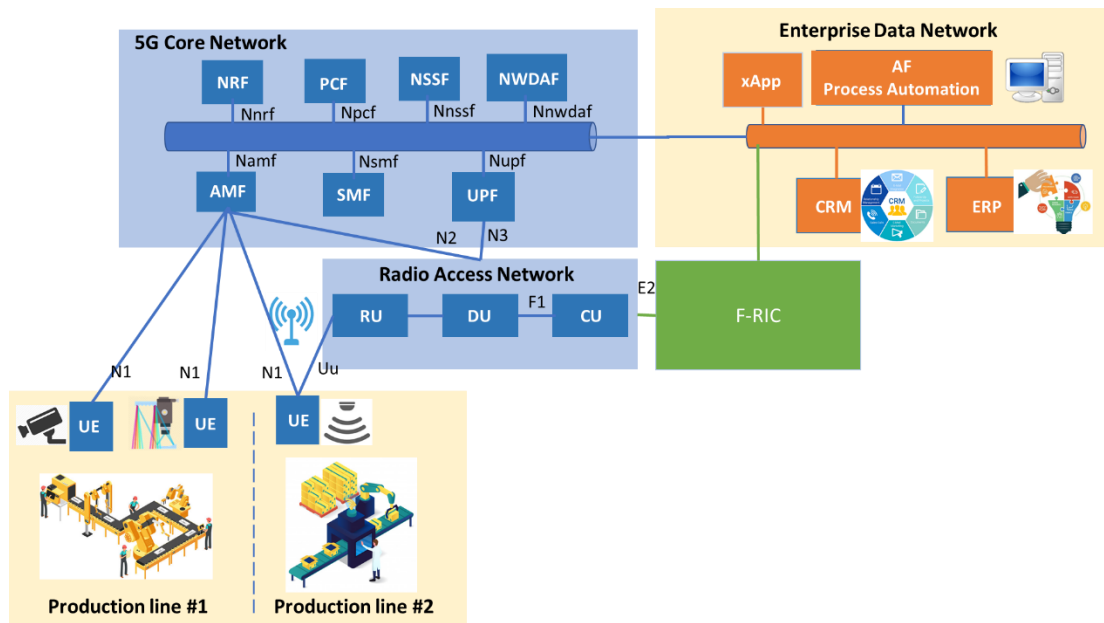 5G Core Network
NRF
PCF
NSSF
NWDAF
Nnrf
Npcf
Nnssf
Nnwdaf
Namf
Nsmf
Nupf
AMF
SMF
UPF
N2
N3
Enterprise Data Network
xApp
AF
Process Automation
CRM
CRM
ERP
Radio Access Network
RU
DU
F1
CU
E2
F-RIC
N1
N1
N1
Uu
UE
UE
UE
Production line #1
Production line #2